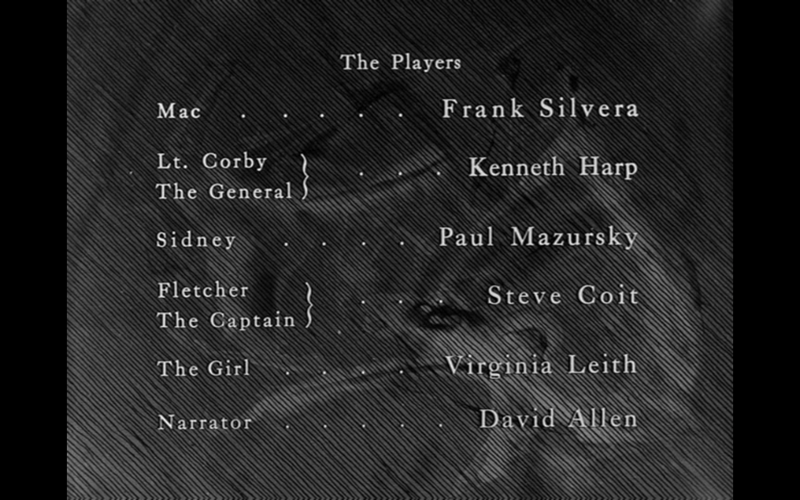 The Players
Mac . . . . . Frank Silvera
Lt. Corby
The General } . . . Kenneth Harp
Sidney . . . . Paul Mazursky
Fletcher
The Captain } . . . Steve Coit
The Girl . . . . Virginia Leith
Narrator . . . . . David Allen